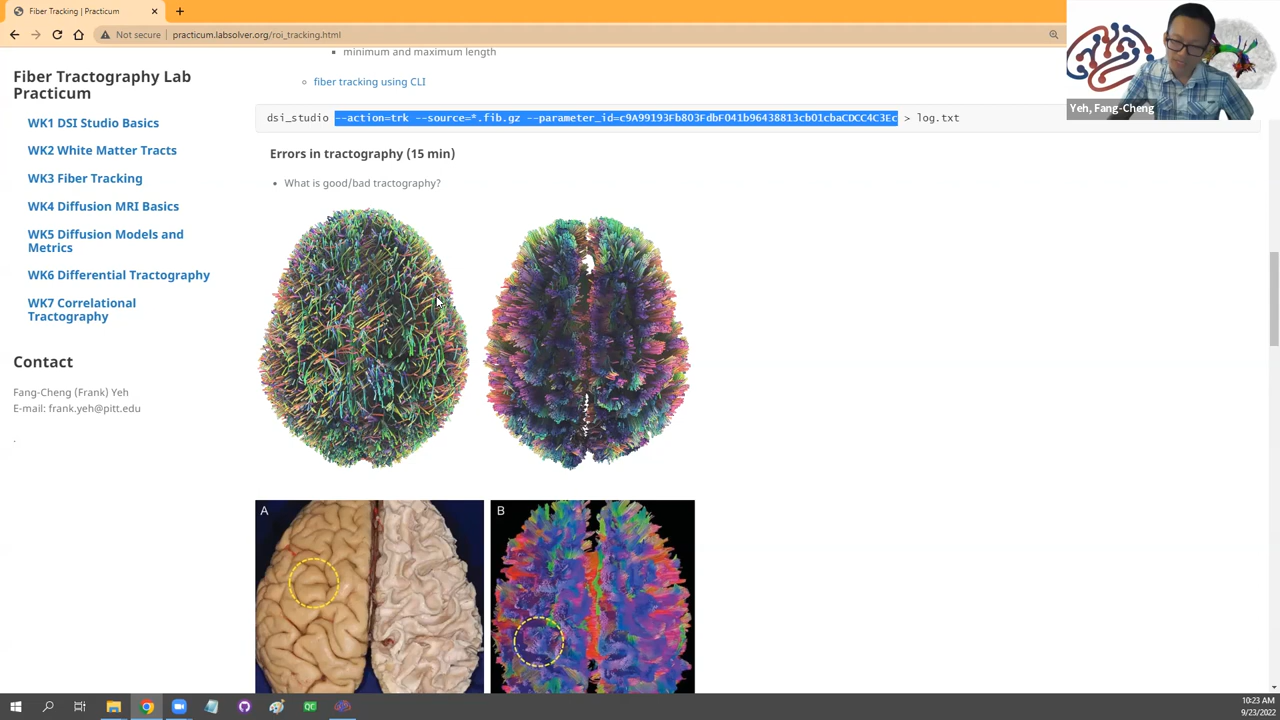 Fiber Tracking | Practicum
Not secure
practicum.labsolver.org/roi_tracking.html
Yeh, Fang-Cheng
Fiber Tractography Lab
Practicum
WK1 DSI Studio Basics
WK2 White Matter Tracts
WK3 Fiber Tracking
WK4 Diffusion MRI Basics
WK5 Diffusion Models and
Metrics
WK6 Differential Tractography
WK7 Correlational
Tractography
Contact
Fang-Cheng (Frank) Yeh
E-mail: frank.yeh@pitt.edu
.
minimum and maximum length
fiber tracking using CLI
dsi_studio --action=trk --source=*.fib.gz --parameter_id=c9A99193Fb803FdbF041b96438813cb01cbaCDCC4C3Ec > log.txt
Errors in tractography (15 min)
What is good/bad tractography?
A
B
QC
10:23 AM
9/23/2022